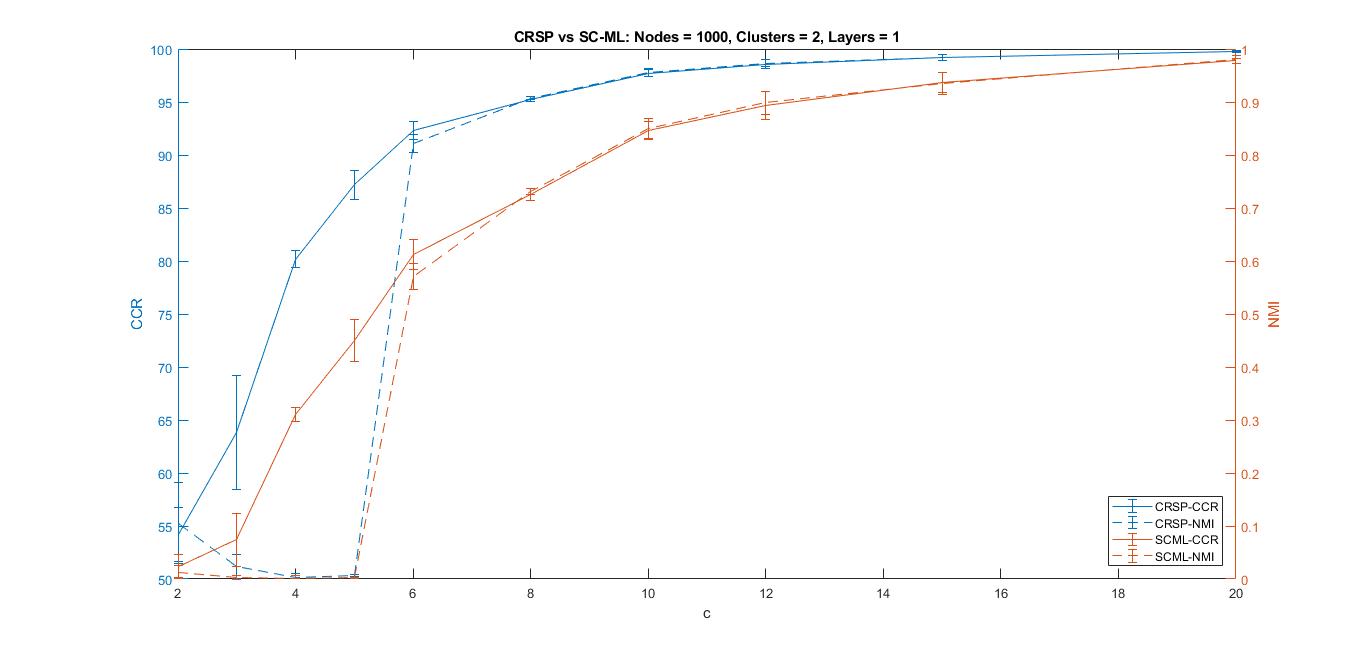 CRSP vs SC-ML: Nodes = 1000, Clusters = 2, Layers = 1
100
95
90
85
80
75
70
65
60
55
50
CCR
1
0.9
0.8
0.7
0.6
0.5
0.4
0.3
0.2
0.1
0
NMI
CRSP-CCR
CRSP-NMI
SCML-CCR
SCML-NMI
2 4 6 8 10 12 14 16 18 20
c